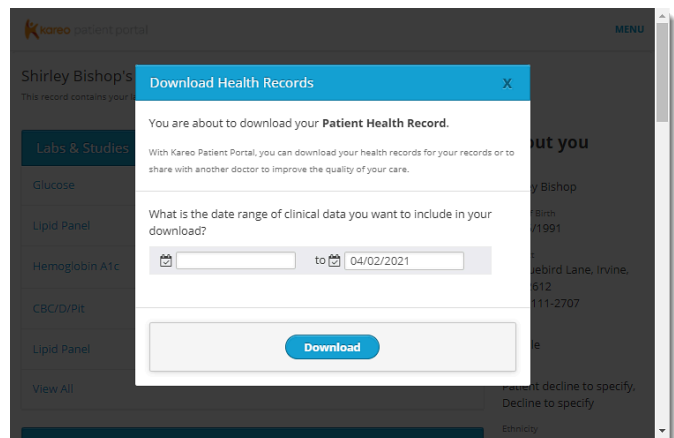 kareo patient portal
MENU
Shirley Bishop's
This record contains your
Download Health Records
X
You are about to download your Patient Health Record.
With Kareo Patient Portal, you can download your health records for your records or to
share with another doctor to improve the quality of your care.
What is the date range of clinical data you want to include in your
download?
to 04/02/2021
Download
Labs & Studies
Glucose
Lipid Panel
Hemoglobin A1c
CBC/D/Plt
Lipid Panel
View All
out you
y Bishop
Birth
/1991
uebird Lane, Irvine,
612
111-2707
le
Patient decline to specify,
Decline to specify
Ethnicity